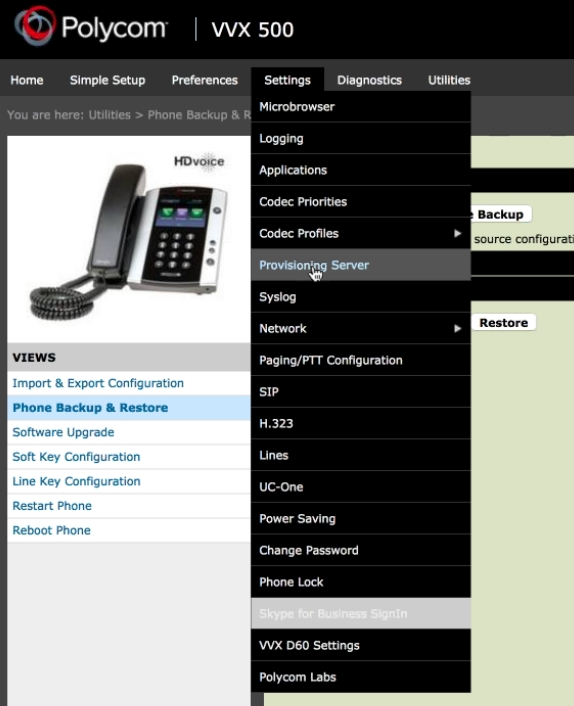 Polycom | VVX 500
Home Simple Setup Preferences Settings Diagnostics Utilities
You are here: Utilities > Phone Backup & R
HDvoice
VIEWS
Import & Export Configuration
Phone Backup & Restore
Software Upgrade
Soft Key Configuration
Line Key Configuration
Restart Phone
Reboot Phone
Microbrowser
Logging
Applications
Codec Priorities
Codec Profiles
Provisioning Server
Syslog
Network
Paging/PTT Configuration
SIP
H.323
Lines
UC-One
Power Saving
Change Password
Phone Lock
Skype for Business SignIn
VVX D60 Settings
Polycom Labs
e Backup
source configurati
Restore